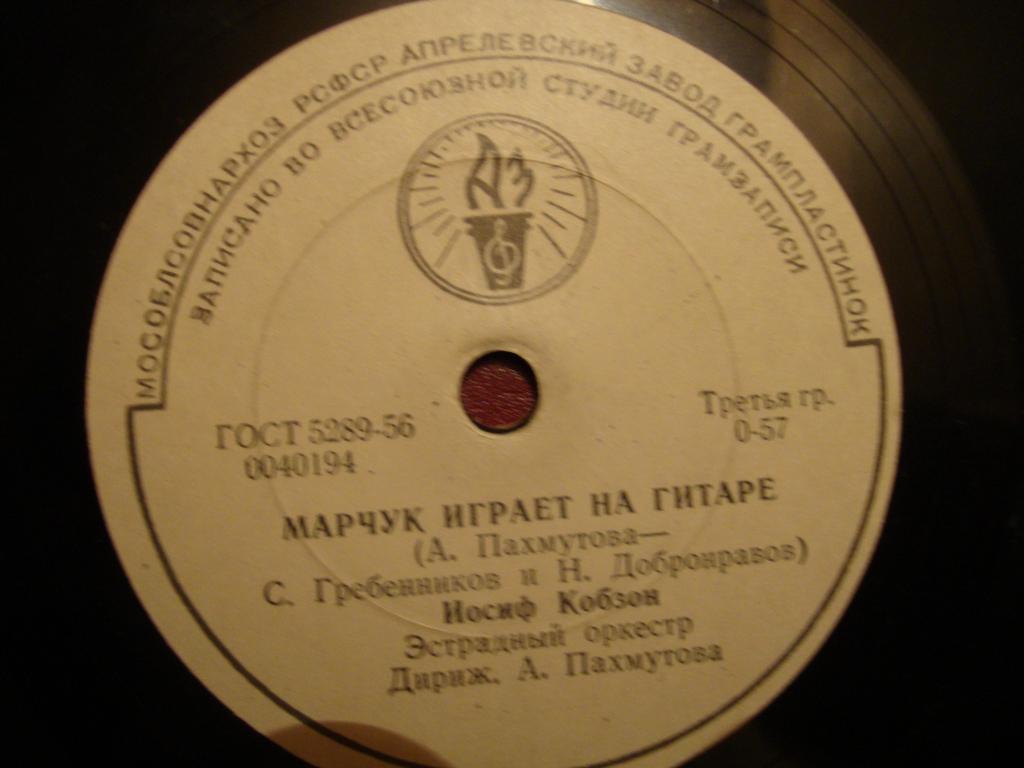 МОСОБЛСОВНАРХОЗ РСФСР АПРЕЛЕВСКИЙ ЗАВОД ГРАМПЛАСТИНОК
ЗАПИСАНО ВО ВСЕСОЮЗНОЙ СТУДИИ ГРАМЗАПИСИ
АЗ
ГОСТ 5289-56
0040194
Третья гр.
0-57
МАРЧУК ИГРАЕТ НА ГИТАРЕ
(А. Пахмутова—
С. Гребенников и Н. Добронравов)
Иосиф Кобзон
Эстрадный оркестр
Дириж. А. Пахмутова